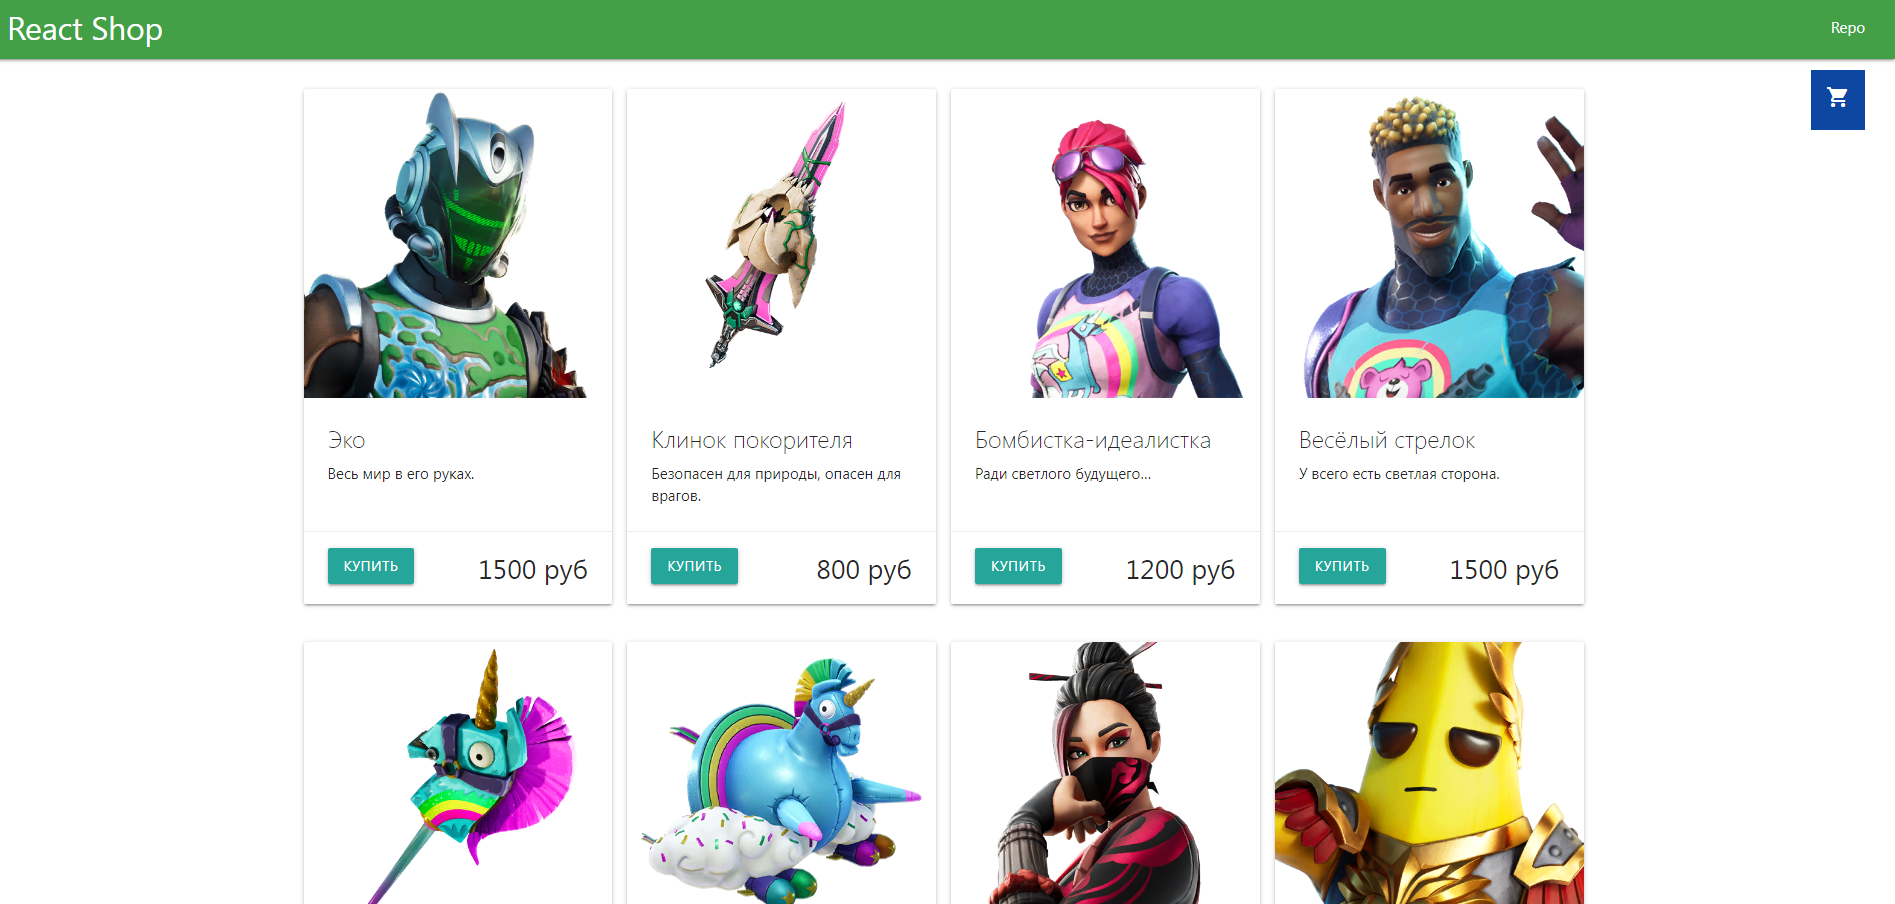 React Shop
Repo
Эко
Весь мир в его руках.
КУПИТЬ
1500 руб
Клинок покорителя
Безопасен для природы, опасен для
врагов.
КУПИТЬ
800 руб
Бомбистка-идеалистка
Ради светлого будущего...
КУПИТЬ
1200 руб
Весёлый стрелок
У всего есть светлая сторона.
КУПИТЬ
1500 руб